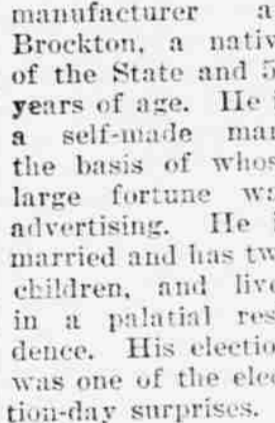 manufacturer a
Brockton, a nativ
of the State and 5
years of age. He
a self-made man
the basis of whos
large fortune wa
advertising. He
married and has tw
children, and live
in a palatial res
dence. His electio
was one of the elec
tion-day surprises.